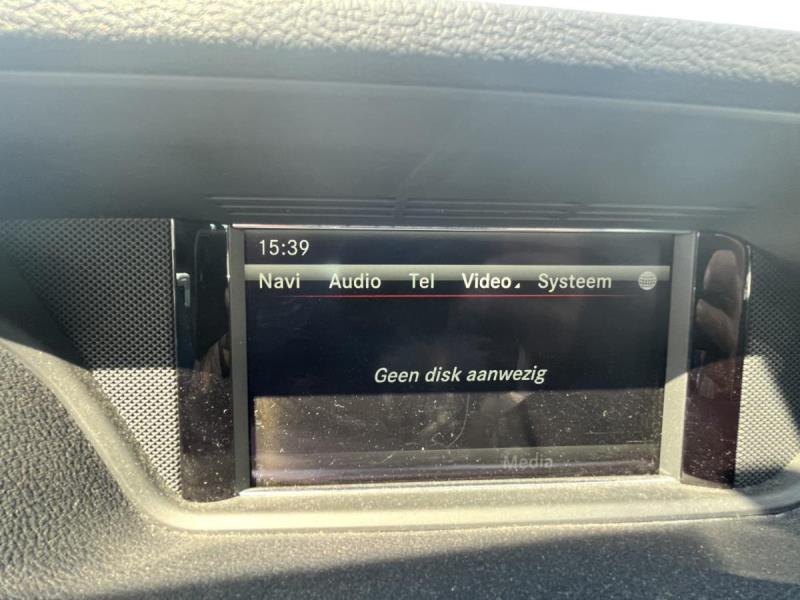 15:39
Navi Audio Tel Video Systeem
Geen disk aanwezig
Media